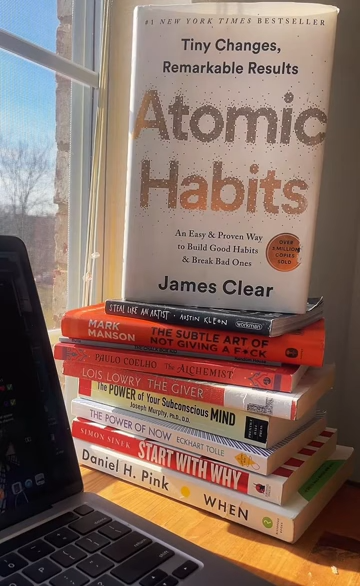 #1 NEW YORK TIMES BESTSELLER
Tiny Changes,
Remarkable Results
Atomic
Habits
An Easy & Proven Way
to Build Good Habits
& Break Bad Ones
OVER
MILLION
COPIES
SOLD
James Clear
STEAL LIKE AN ARTIST • AUSTIN KLEON workman
MARK
MANSON
THE SUBTLE ART OF
NOT GIVING A F*CK
PAULO COELHO THE ALCHEMIST
LOIS LOWRY THE GIVER
The POWER of Your Subconscious MIND
Joseph Murphy, Ph.D., D.D.
THE POWER OF NOW ECKHART TOLLE
SIMON SINEK START WITH WHY
Daniel H. Pink WHEN